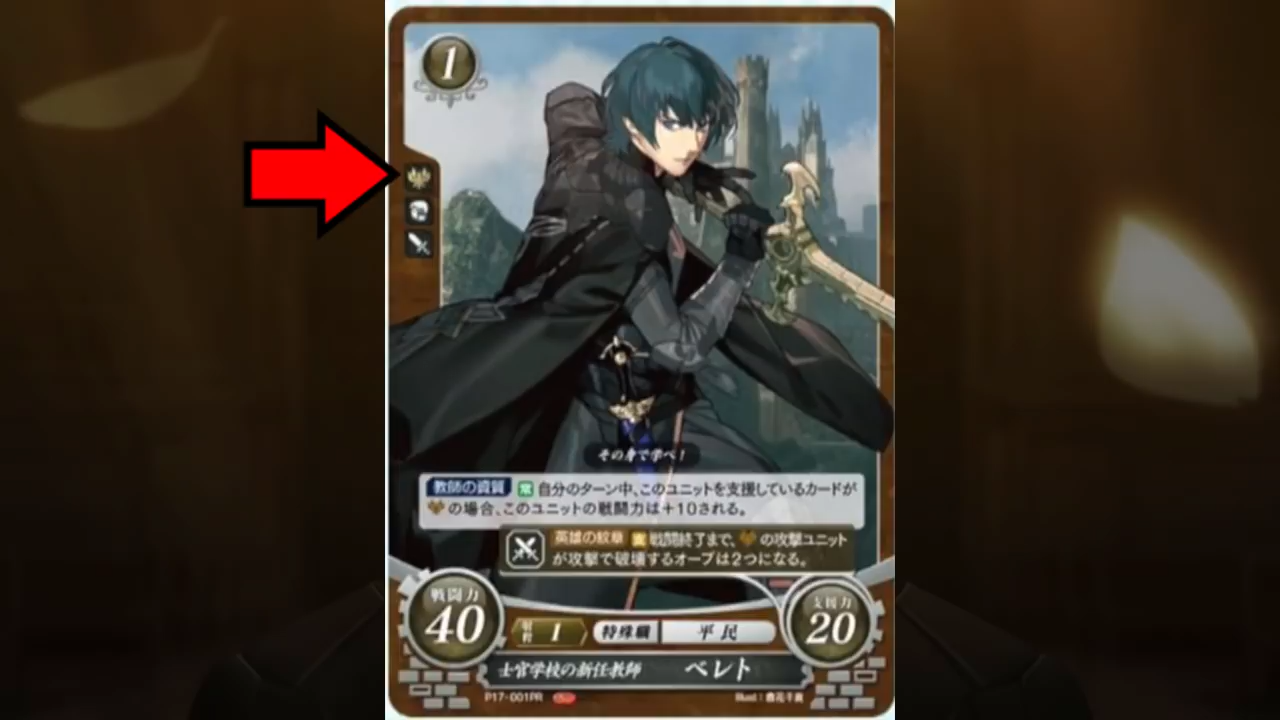 1
その身で学べ!
教師の資質 常 自分のターン中、このユニットを支援しているカードが
の場合、このユニットの戦闘力は+10される。
英雄の紋章 支 戦闘終了まで、の攻撃ユニット
が攻撃で破壊するオーブは2つになる。
戦闘力
40
射程 1 特殊職 平民
支援力
20
士官学校の新任教師 ベレト
P17-001PR
Illust: